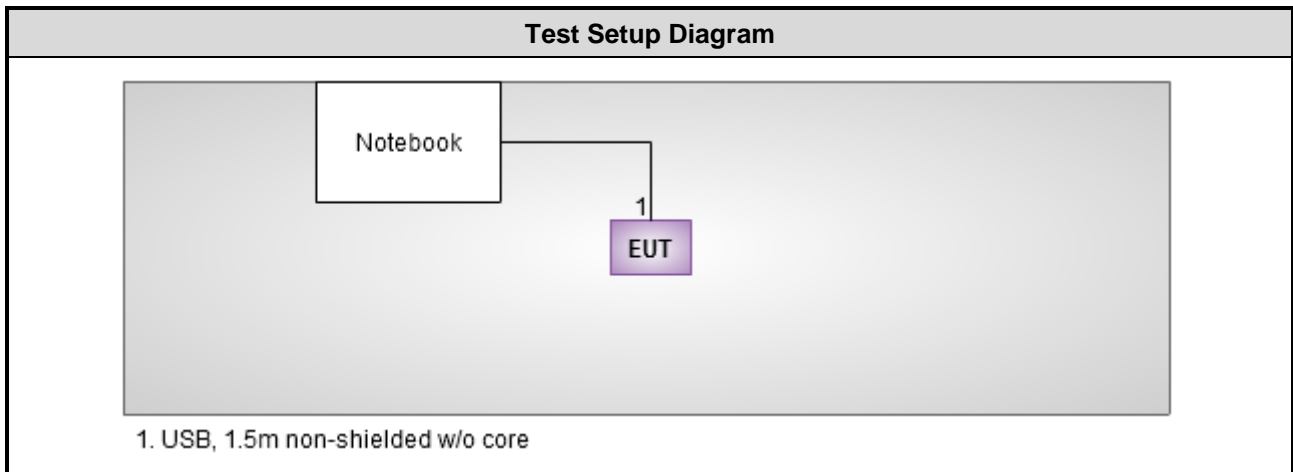 Test Setup Diagram
Notebook
1
EUT
1. USB, 1.5m non-shielded w/o core